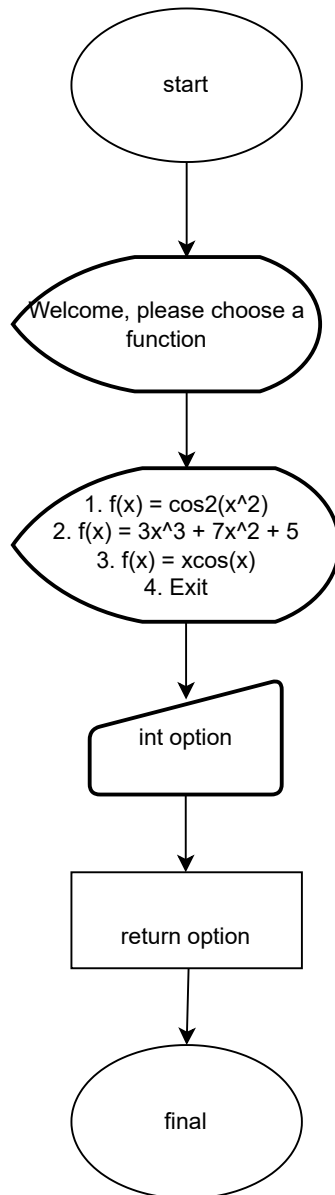 start
Welcome, please choose a
function
1. f(x) = cos2(x^2)
2. f(x) = 3x^3 + 7x^2 + 5
3. f(x) = xcos(x)
4. Exit
int option
return option
final